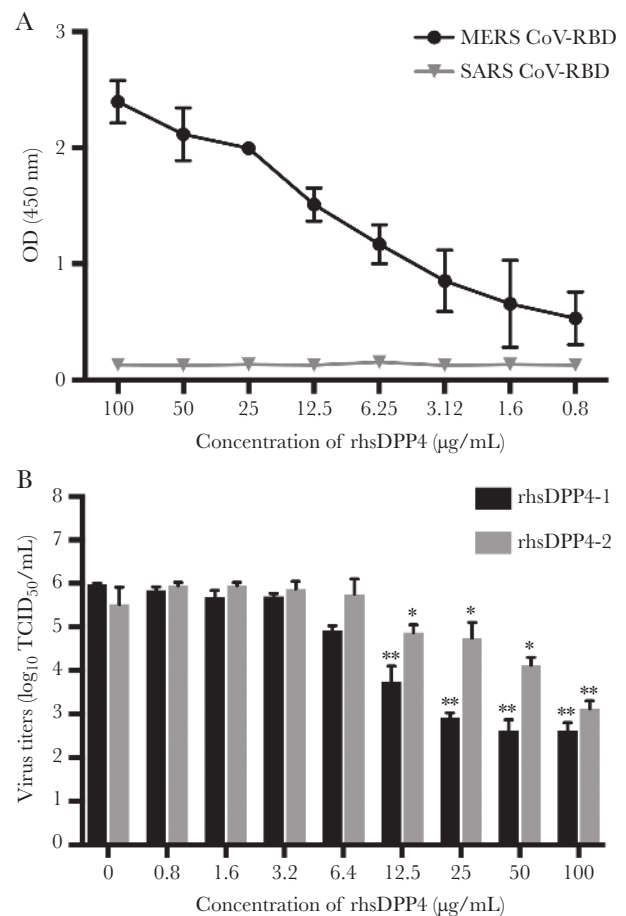 A
3
2
1
0
OD (450 nm)
MERS CoV-RBD
SARS CoV-RBD
100 50 25 12.5 6.25 3.12 1.6 0.8
Concentration of rhsDPP4 (µg/mL)
B
8
7
6
5
4
3
2
1
0
Virus titers (log10 TCID50/mL)
rhsDPP4-1
rhsDPP4-2
** * ** * ** * ** **
0 0.8 1.6 3.2 6.4 12.5 25 50 100
Concentration of rhsDPP4 (µg/mL)